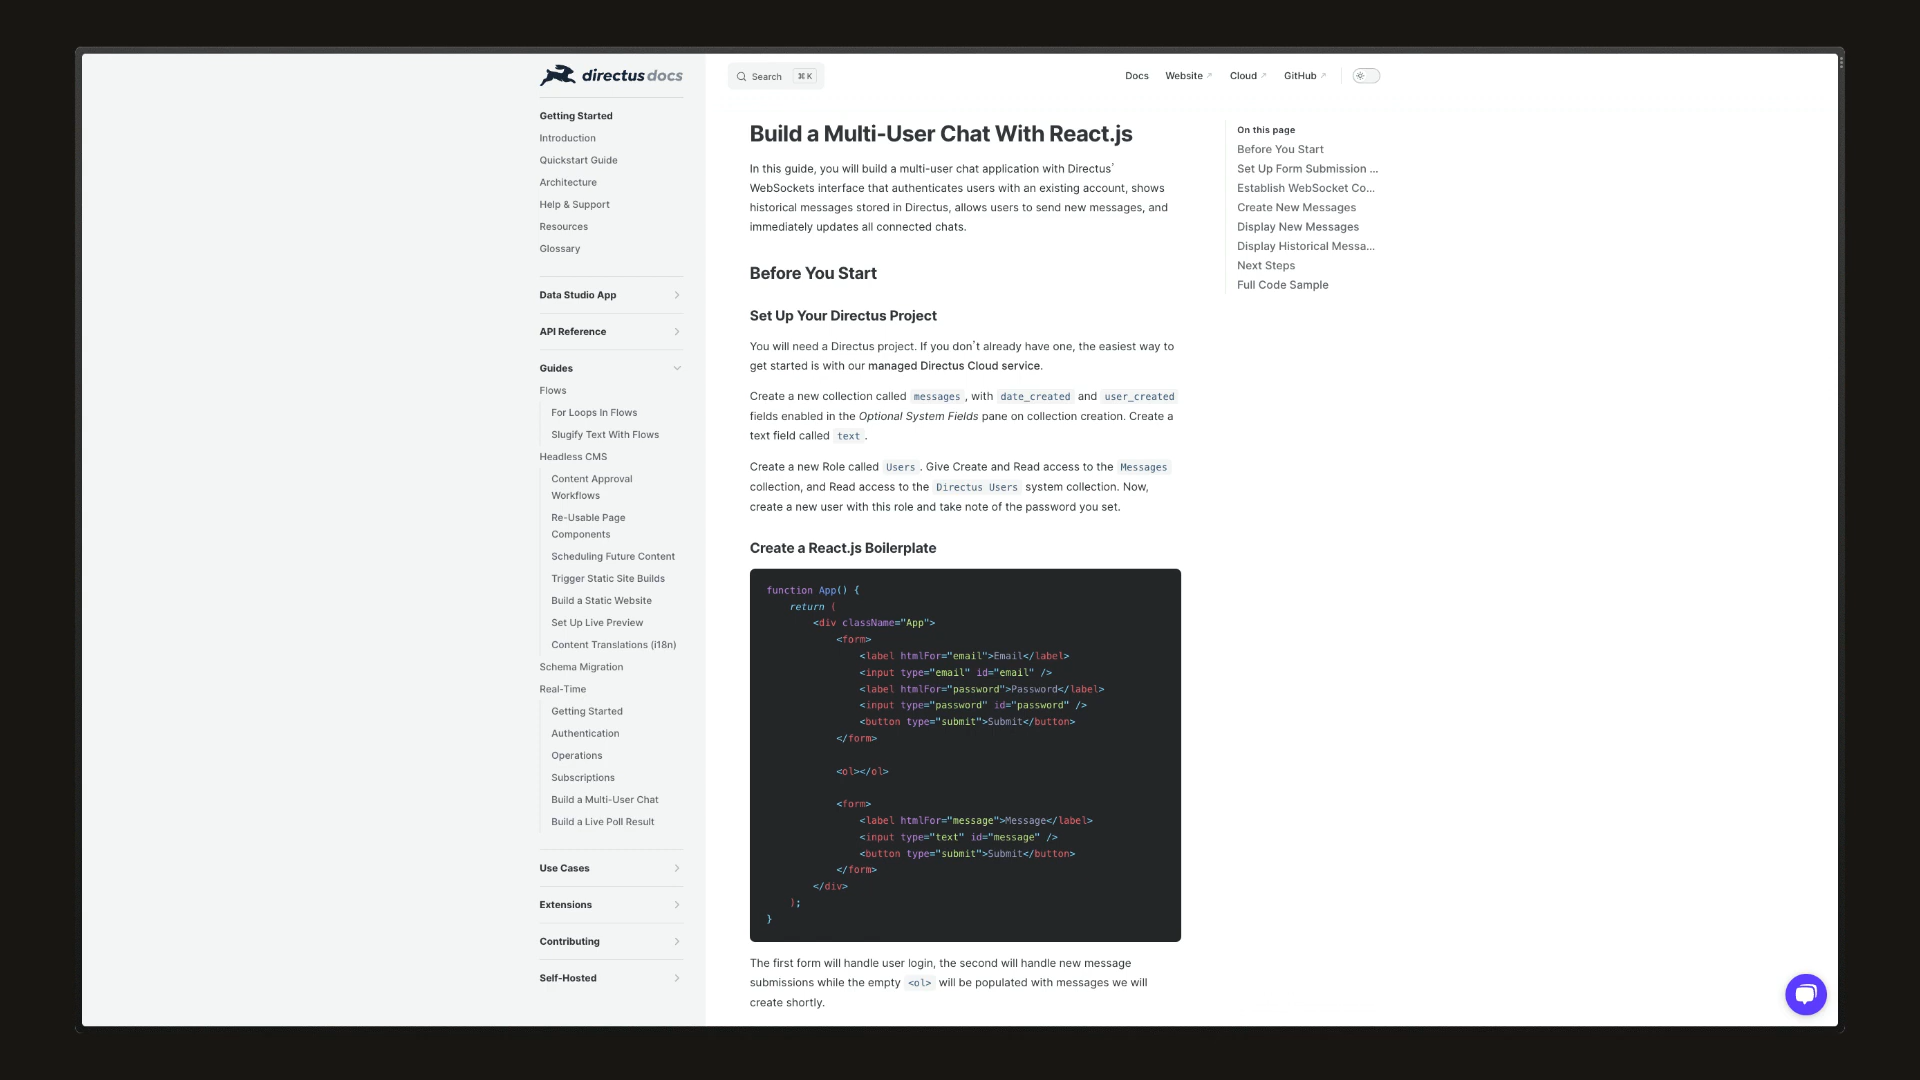 directus docs
Getting Started
Introduction
Quickstart Guide
Architecture
Help & Support
Resources
Glossary
Data Studio App
API Reference
Guides
Flows
For Loops In Flows
Slugify Text With Flows
Headless CMS
Content Approval
Workflows
Re-Usable Page
Components
Scheduling Future Content
Trigger Static Site Builds
Build a Static Website
Set Up Live Preview
Content Translations (i18n)
Schema Migration
Real-Time
Getting Started
Authentication
Operations
Subscriptions
Build a Multi-User Chat
Build a Live Poll Result
Use Cases
Extensions
Contributing
Self-Hosted
Search ⌘ K
Docs Website ↗ Cloud ↗ GitHub ↗
Build a Multi-User Chat With React.js
In this guide, you will build a multi-user chat application with Directus'
WebSockets interface that authenticates users with an existing account, shows
historical messages stored in Directus, allows users to send new messages, and
immediately updates all connected chats.
Before You Start
Set Up Your Directus Project
You will need a Directus project. If you don't already have one, the easiest way to
get started is with our managed Directus Cloud service.
Create a new collection called messages , with date_created and user_created
fields enabled in the Optional System Fields pane on collection creation. Create a
text field called text .
Create a new Role called Users . Give Create and Read access to the Messages
collection, and Read access to the Directus Users system collection. Now,
create a new user with this role and take note of the password you set.
Create a React.js Boilerplate
function App() {
return (
<div className="App">
<form>
<label htmlFor="email">Email</label>
<input type="email" id="email" />
<label htmlFor="password">Password</label>
<input type="password" id="password" />
<button type="submit">Submit</button>
</form>
<ol></ol>
<form>
<label htmlFor="message">Message</label>
<input type="text" id="message" />
<button type="submit">Submit</button>
</form>
</div>
);
}
The first form will handle user login, the second will handle new message
submissions while the empty <ol> will be populated with messages we will
create shortly.
On this page
Before You Start
Set Up Form Submission ...
Establish WebSocket Co...
Create New Messages
Display New Messages
Display Historical Messa...
Next Steps
Full Code Sample